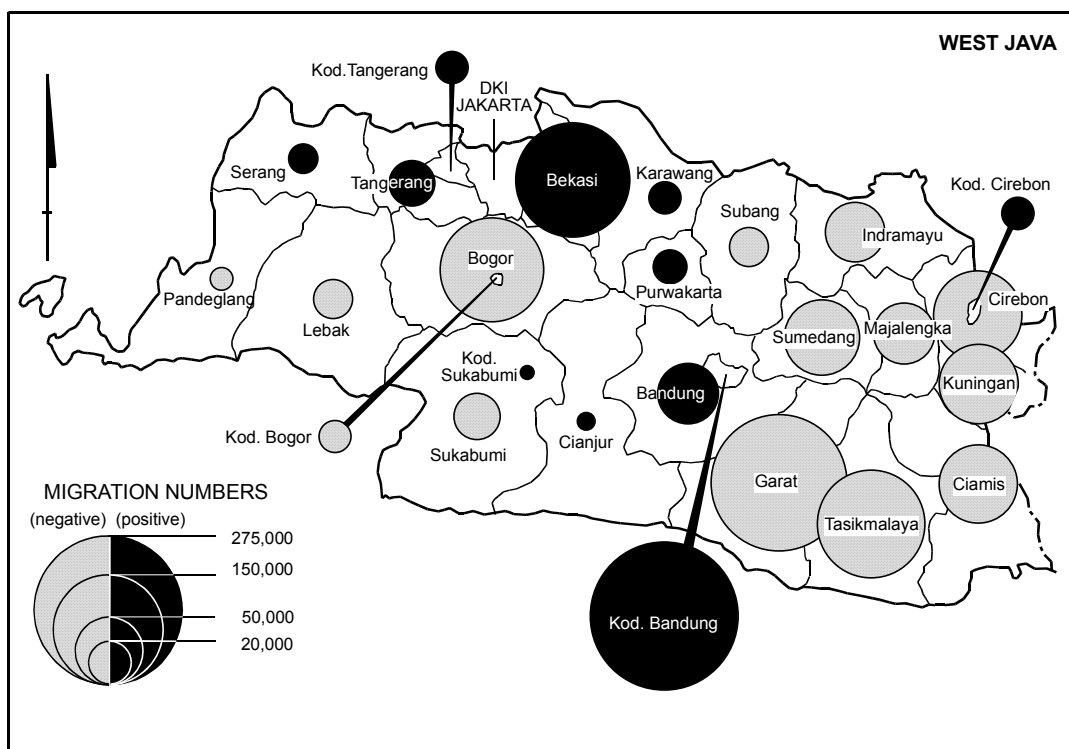 WEST JAVA
Kod.Tangerang
DKI
JAKARTA
Serang
Tangerang
Bekasi
Karawang
Kod. Cirebon
Subang
Indramayu
Bogor
Pandeglang
Lebak
Purwakarta
Cirebon
Sumedang
Majalengka
Kod.
Sukabumi
Bandung
Kuningan
Kod. Bogor
Sukabumi
Cianjur
Garat
Ciamis
Tasikmalaya
Kod. Bandung
MIGRATION NUMBERS
(negative) (positive)
275,000
150,000
50,000
20,000